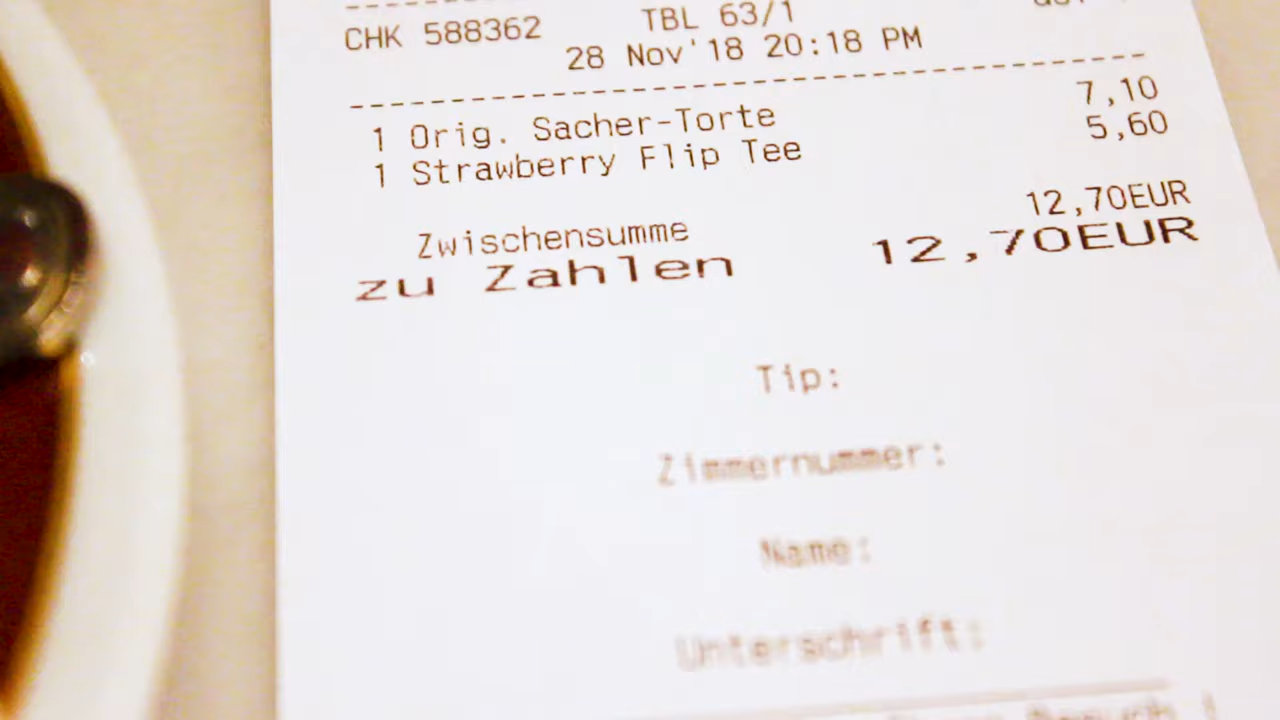 CHK 588362 TBL 63/1
28 Nov'18 20:18 PM
1 Orig. Sacher-Torte 7,10
1 Strawberry Flip Tee 5,60
Zwischensumme 12,70EUR
zu Zahlen 12,70EUR
Tip:
Zimmernummer:
Name:
Unterschrift: